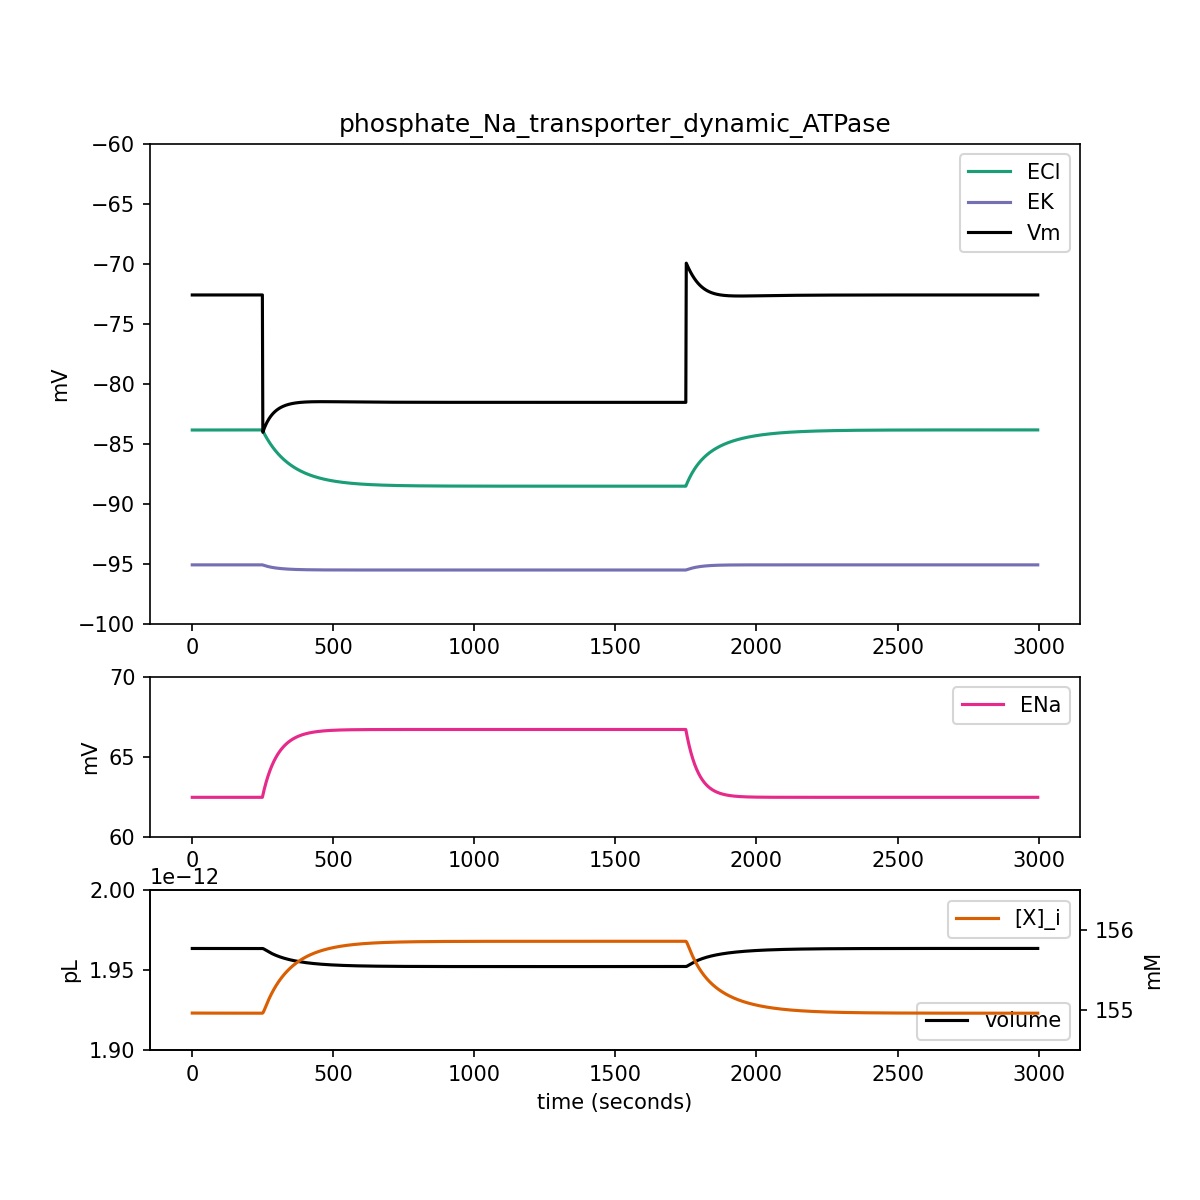 phosphate_Na_transporter_dynamic_ATPase
−60
−65
−70
−75
−80
−85
−90
−95
−100
mV
ECl
EK
Vm
0 500 1000 1500 2000 2500 3000
70
65
60
mV
ENa
0 500 1000 1500 2000 2500 3000
1e−12
2.00
1.95
1.90
pL
[X]_i
volume
156
155
mM
0 500 1000 1500 2000 2500 3000
time (seconds)